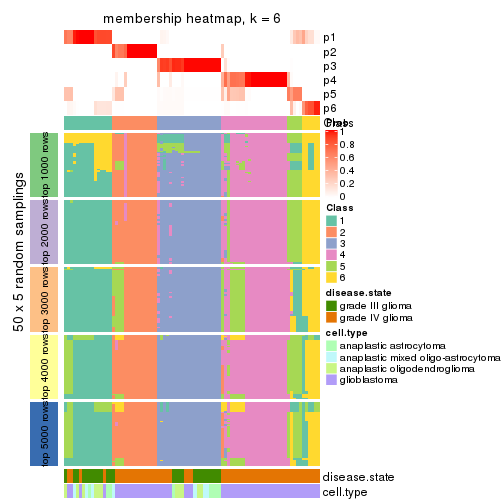 membership heatmap, k = 6
p1
p2
p3
p4
p5
p6
Class
Prob
1
0.8
0.6
0.4
0.2
0
Class
1
2
3
4
5
6
disease.state
grade III glioma
grade IV glioma
cell.type
anaplastic astrocytoma
anaplastic mixed oligo-astrocytoma
anaplastic oligodendroglioma
glioblastoma
50 x 5 random samplings
top 1000 rows
top 2000 rows
top 3000 rows
top 4000 rows
top 5000 rows
disease.state
cell.type